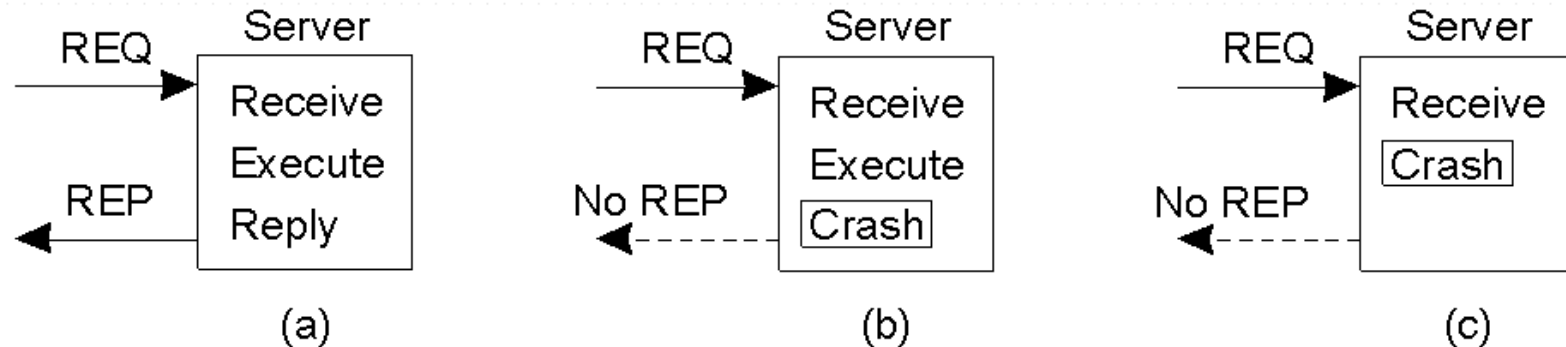 Server
REQ
Receive
Execute
REP
Reply
(a)
Server
REQ
Receive
Execute
No REP
Crash
(b)
Server
REQ
Receive
Crash
No REP
(c)